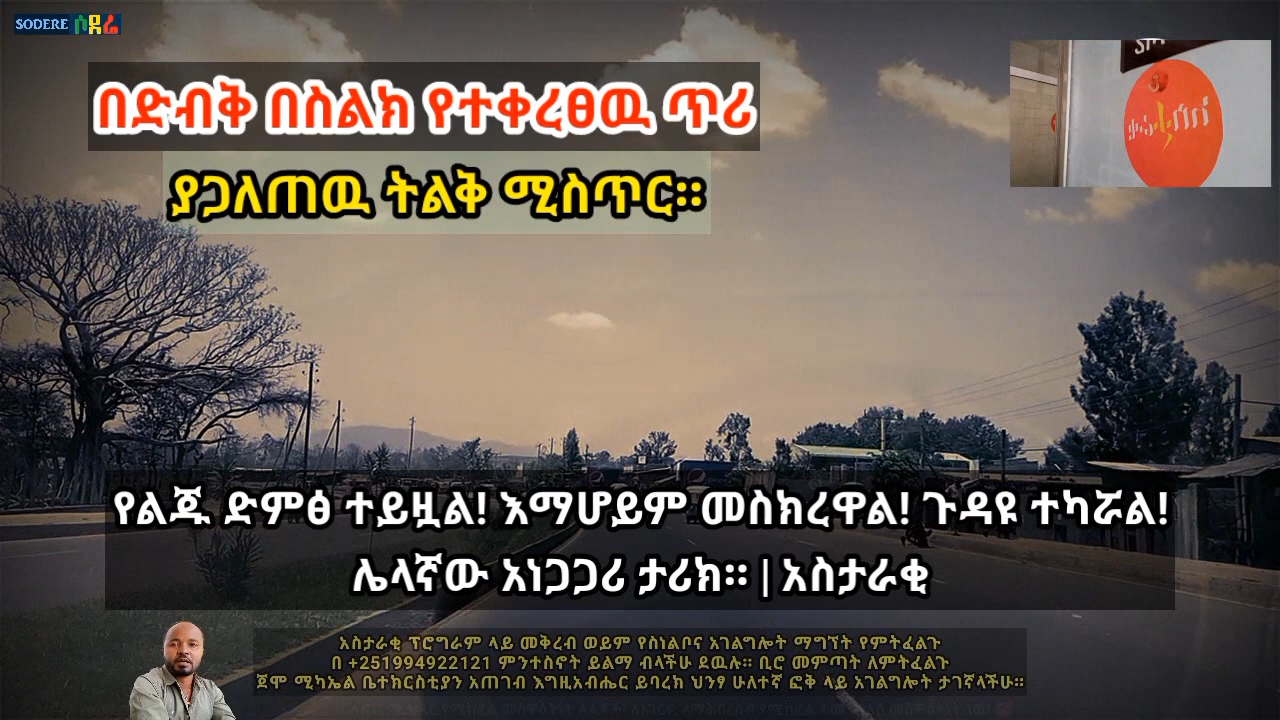 SODERE ሶደሬ
በድብቅ በስልክ የተቀረፀዉ ጥሪ
ያጋለጠዉ ትልቅ ሚስጥር።
የልጁ ድምፅ ተይዟል! እማሆይም መስክረዋል! ጉዳዩ ተካሯል!
ሌላኛው አነጋጋሪ ታሪክ። | አስታራቂ
አስታራቂ ፕሮግራም ላይ መቅረብ ወይም የስነልቦና አገልግሎት ማግኘት የምትፈልጉ
በ +251994922121 ምንተስኖት ይልማ ብላችሁ ደዉሉ። ቢሮ መምጣት ለምትፈልጉ
ጀሞ ሚካኤል ቤተክርስቲያን አጠገብ እግዚአብሔር ይባረክ ህንፃ ሁለተኛ ፎቅ ላይ አገልግሎት ታገኛላችሁ።